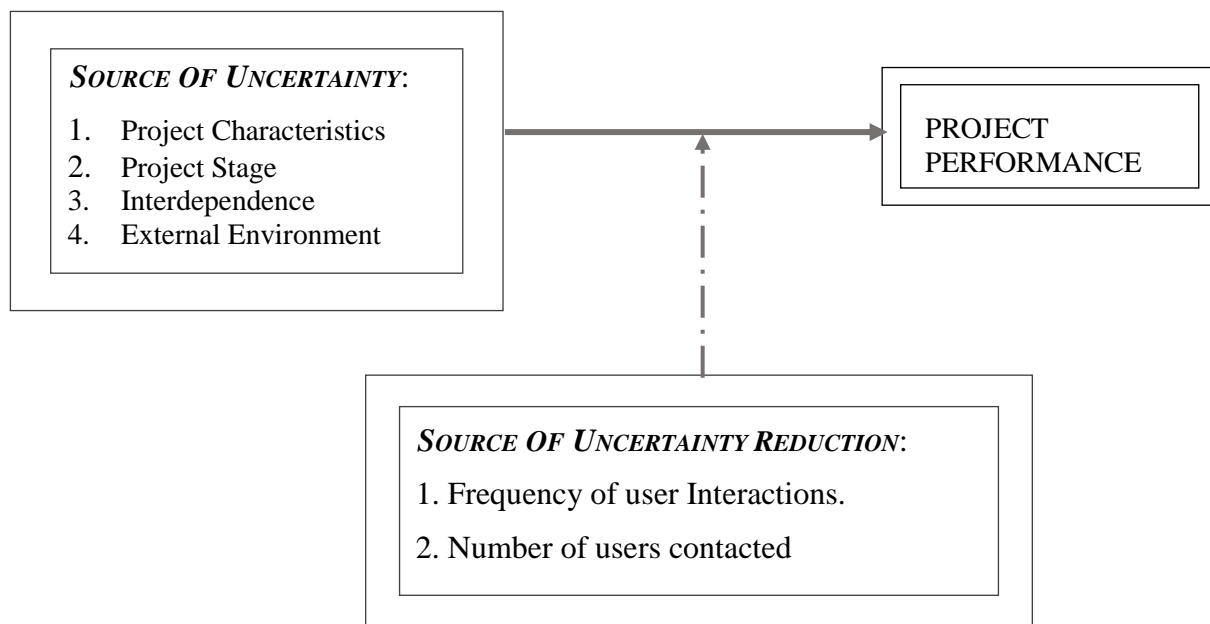 SOURCE OF UNCERTAINTY:
1. Project Characteristics
2. Project Stage
3. Interdependence
4. External Environment
PROJECT
PERFORMANCE
SOURCE OF UNCERTAINTY REDUCTION:
1. Frequency of user Interactions.
2. Number of users contacted